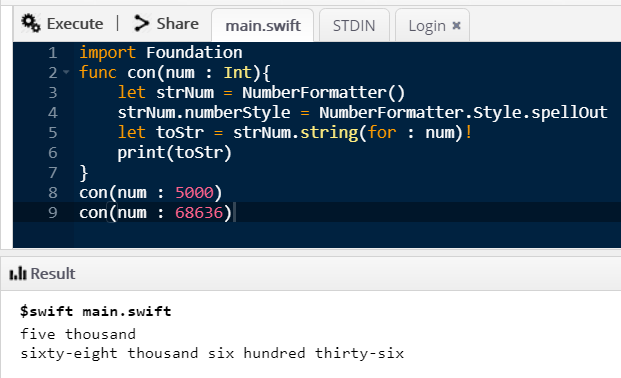 Execute | Share main.swift STDIN Login ×
1 import Foundation
2 func con(num : Int){
3     let strNum = NumberFormatter()
4     strNum.numberStyle = NumberFormatter.Style.spellOut
5     let toStr = strNum.string(for : num)!
6     print(toStr)
7 }
8 con(num : 5000)
9 con(num : 68636)
Result
$swift main.swift
five thousand
sixty-eight thousand six hundred thirty-six